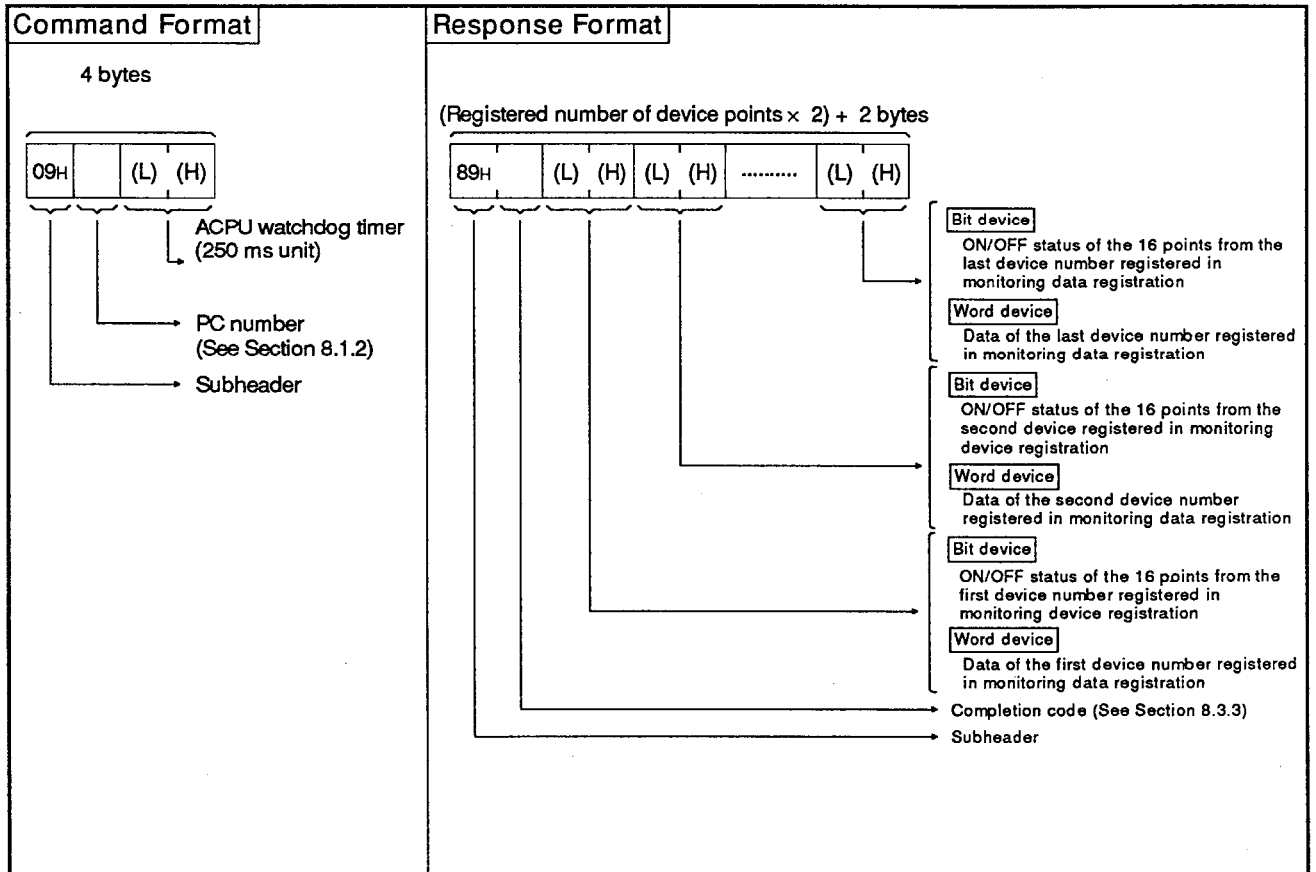 Command Format
4 bytes
09H (L) (H)
ACPU watchdog timer
(250 ms unit)
PC number
(See Section 8.1.2)
Subheader
Response Format
(Registered number of device points × 2) + 2 bytes
89H (L) (H) (L) (H) .......... (L) (H)
Bit device
ON/OFF status of the 16 points from the
last device number registered in
monitoring data registration
Word device
Data of the last device number registered
in monitoring data registration
Bit device
ON/OFF status of the 16 points from the
second device registered in monitoring
device registration
Word device
Data of the second device number
registered in monitoring data registration
Bit device
ON/OFF status of the 16 points from the
first device number registered in
monitoring device registration
Word device
Data of the first device number registered
in monitoring data registration
Completion code (See Section 8.3.3)
Subheader